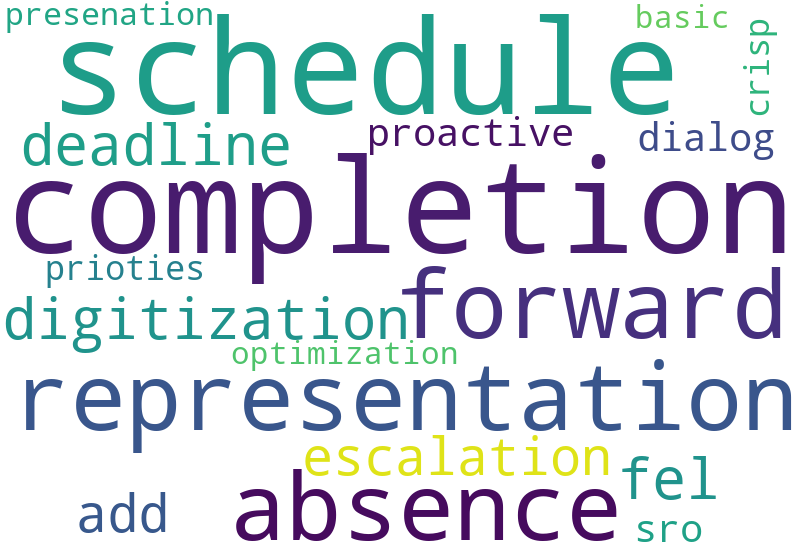 presenation
basic
schedule
crisp
deadline
proactive
dialog
completion
prioties
forward
digitization
optimization
representation
escalation
fel
absence
add
sro